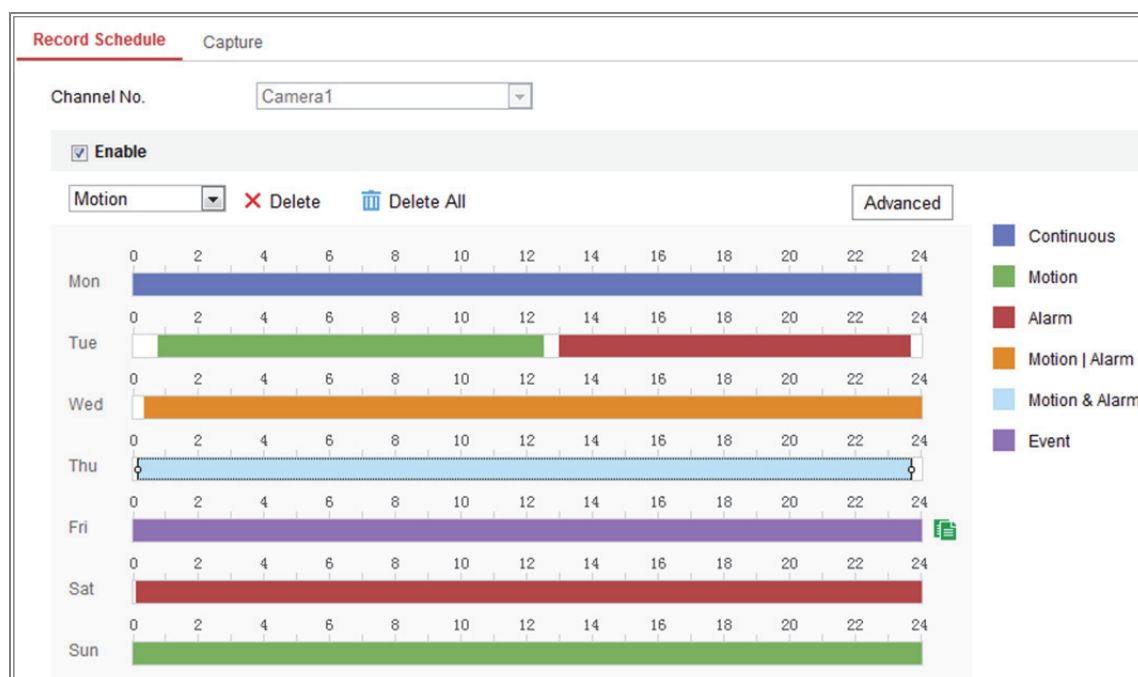 Record Schedule Capture
Channel No. Camera1
Enable
Motion Delete Delete All Advanced
Continuous
Motion
Alarm
Motion | Alarm
Motion & Alarm
Event
0 2 4 6 8 10 12 14 16 18 20 22 24
Mon
0 2 4 6 8 10 12 14 16 18 20 22 24
Tue
0 2 4 6 8 10 12 14 16 18 20 22 24
Wed
0 2 4 6 8 10 12 14 16 18 20 22 24
Thu
0 2 4 6 8 10 12 14 16 18 20 22 24
Fri
0 2 4 6 8 10 12 14 16 18 20 22 24
Sat
0 2 4 6 8 10 12 14 16 18 20 22 24
Sun